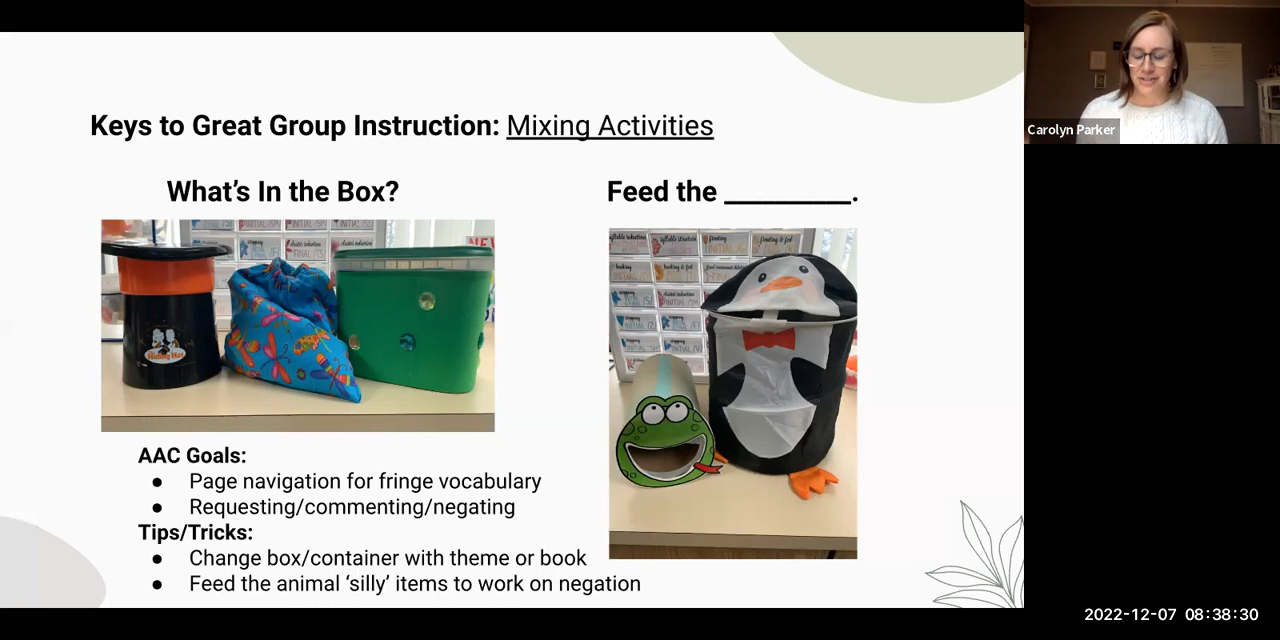 Keys to Great Group Instruction: Mixing Activities
What's In the Box?
Feed the _________.
Hiding Hat
AAC Goals:
● Page navigation for fringe vocabulary
● Requesting/commenting/negating
Tips/Tricks:
● Change box/container with theme or book
● Feed the animal ‘silly’ items to work on negation
Carolyn Parker
2022-12-07 08:38:30